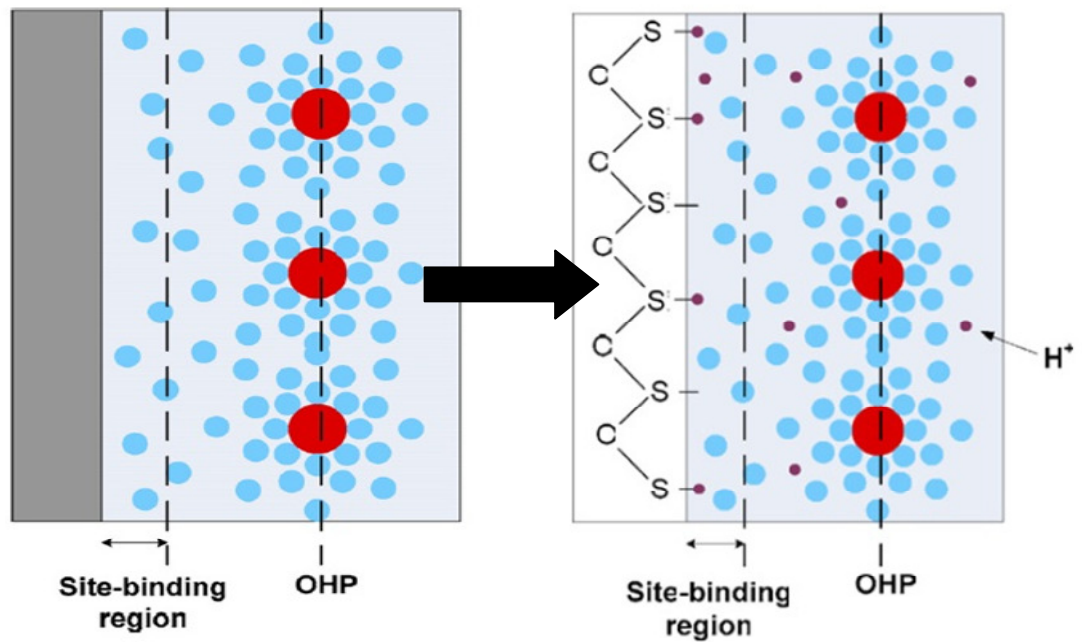 S
C
S:
C
S:
C
S:
C
S
C
S
H⁺
Site-binding
region
OHP
Site-binding
region
OHP